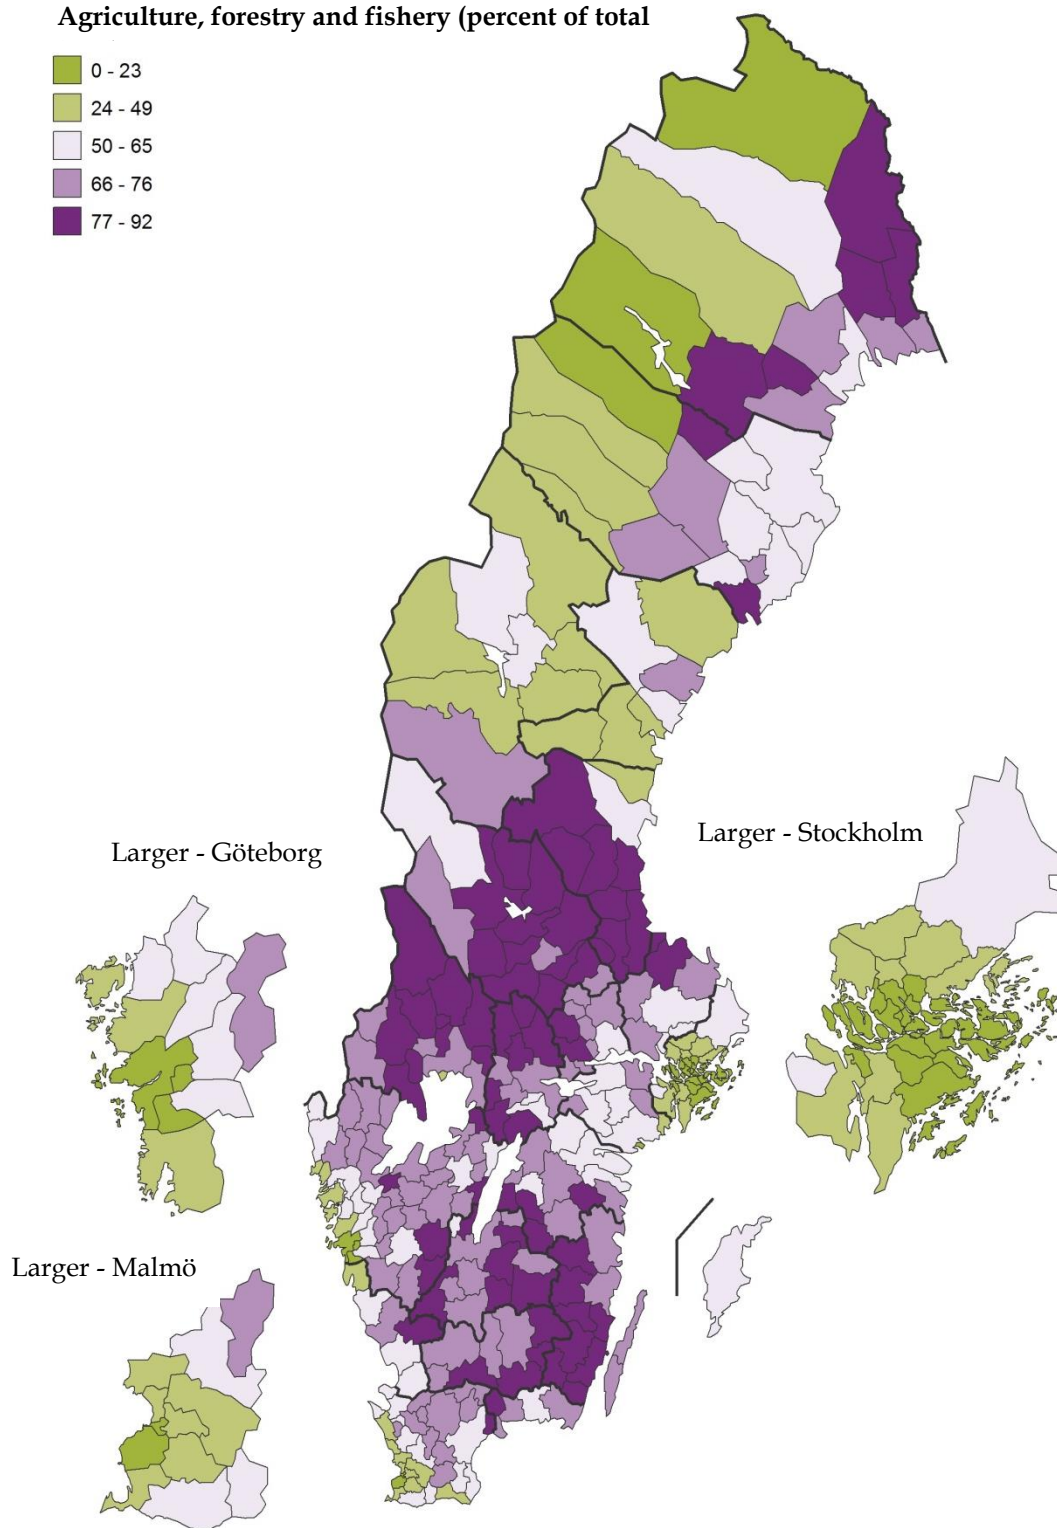 Agriculture, forestry and fishery (percent of total
0 - 23
24 - 49
50 - 65
66 - 76
77 - 92
Larger - Stockholm
Larger - Göteborg
Larger - Malmö